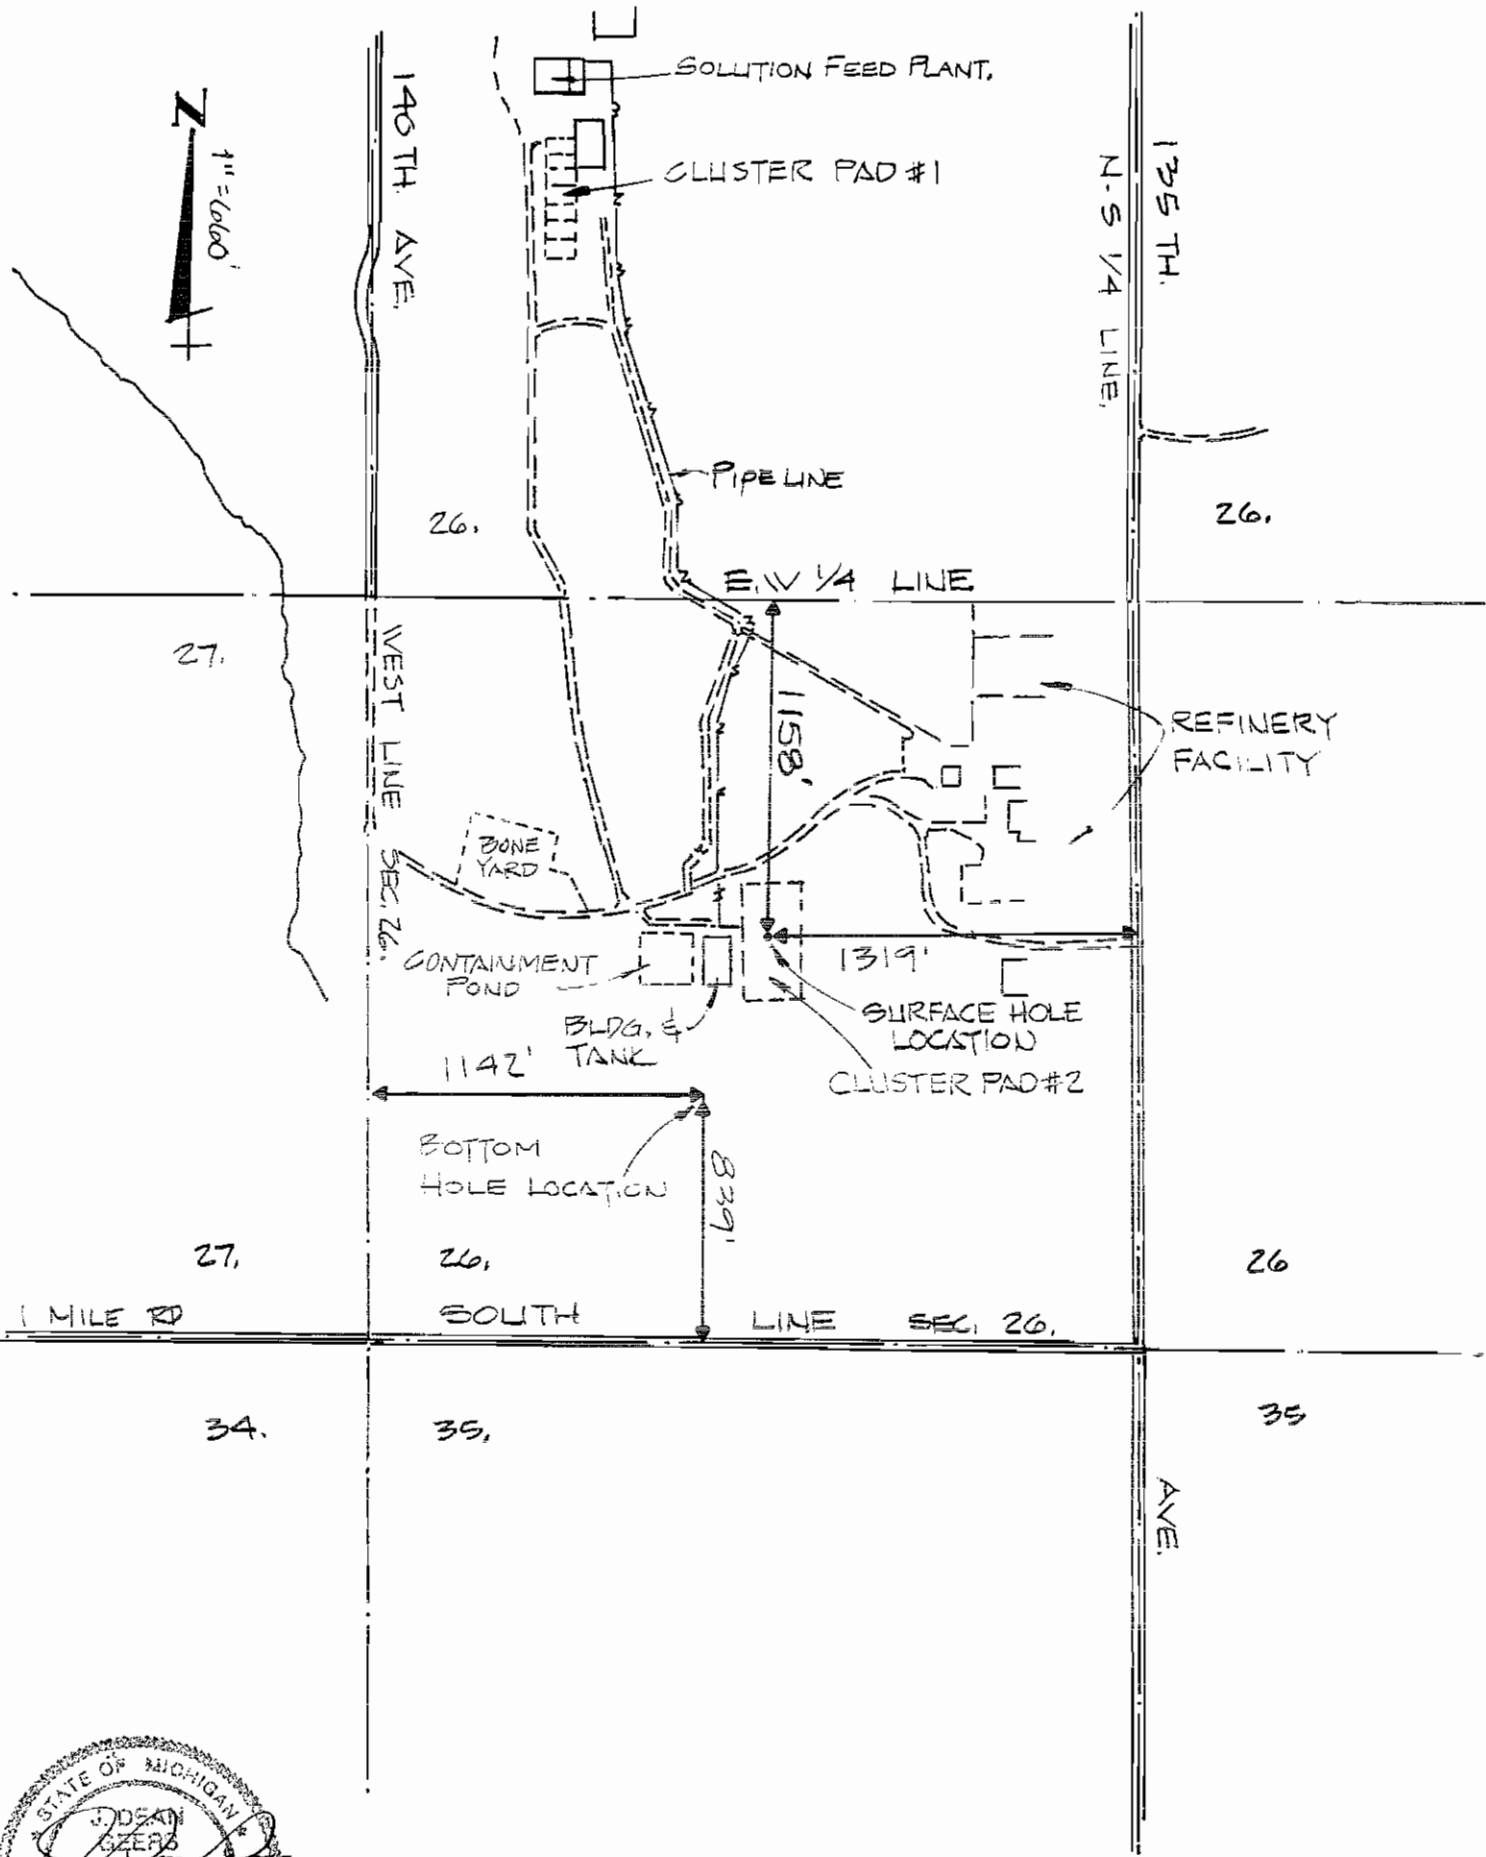 SOLUTION FEED PLANT.
140TH. AVE.
N
1"=660'
CLUSTER PAD #1
135TH.
N-S 1/4 LINE.
PIPE LINE
26.
26.
E.W 1/4 LINE
27.
WEST LINE SEC. 26.
1158'
REFINERY
FACILITY
BONE
YARD
CONTAINMENT
POND
1319'
BLDG. &
TANK
SURFACE HOLE
LOCATION
CLUSTER PAD #2
1142'
BOTTOM
HOLE LOCATION
839'
27.
26.
26
1 MILE RD
SOUTH LINE SEC. 26.
34.
35.
35
AVE.
STATE OF MICHIGAN
J. DEAN
GEERS